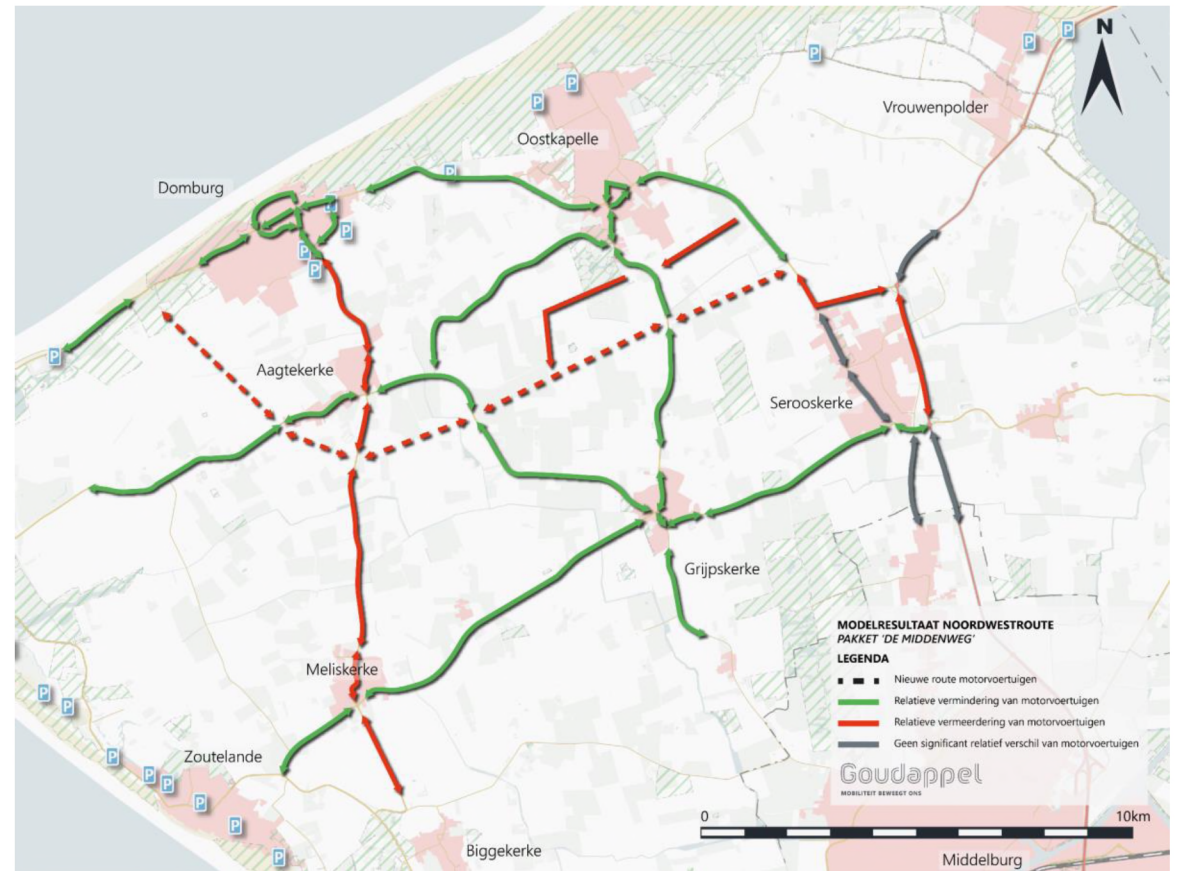 N
P
P
P
P
P
Vrouwenpolder
Oostkapelle
P
Domburg
P
P
P
P
P
Aagtekerke
Serooskerke
Grijpskerke
Meliskerke
P
P
Zoutelande
P
P
P
P
P
P
Biggekerke
MODELRESULTAAT NOORDWESTROUTE
PAKKET 'DE MIDDENWEG'
LEGENDA
Nieuwe route motorvoertuigen
Relatieve vermindering van motorvoertuigen
Relatieve vermeerdering van motorvoertuigen
Geen significant relatief verschil van motorvoertuigen
Goudappel
MOBILITEIT BEWEEGT ONS
0 10km
Middelburg